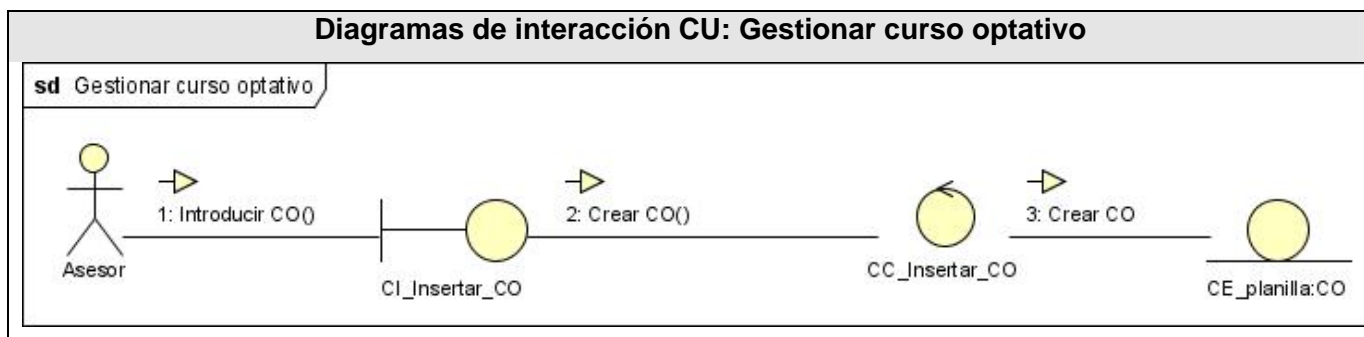 Diagramas de interacción CU: Gestionar curso optativo
sd Gestionar curso optativo
1: Introducir CO()
2: Crear CO()
3: Crear CO
Asesor
CI_Insertar_CO
CC_Insertar_CO
CE_planilla:CO